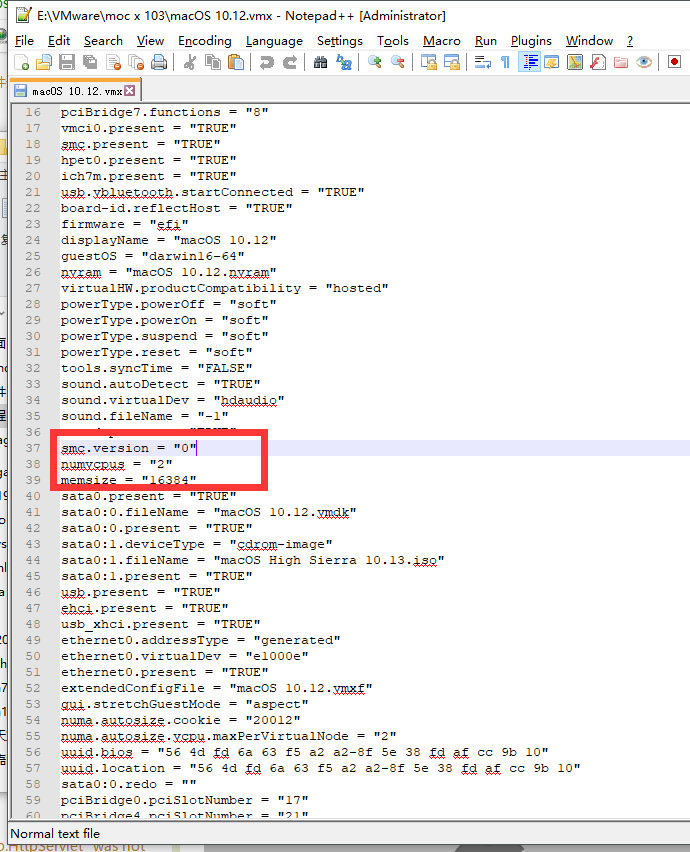 E:\VMware\moc x 103\macOS 10.12.vmx - Notepad++ [Administrator]
File Edit Search View Encoding Language Settings Tools Macro Run Plugins Window ?
macOS 10.12.vmx
16 pciBridge7.functions = "8"
17 vmci0.present = "TRUE"
18 smc.present = "TRUE"
19 hpet0.present = "TRUE"
20 ich7m.present = "TRUE"
21 usb.vbluetooth.startConnected = "TRUE"
22 board-id.reflectHost = "TRUE"
23 firmware = "efi"
24 displayName = "macOS 10.12"
25 guestOS = "darwin16-64"
26 nvram = "macOS 10.12.nvram"
27 virtualHW.productCompatibility = "hosted"
28 powerType.powerOff = "soft"
29 powerType.powerOn = "soft"
30 powerType.suspend = "soft"
31 powerType.reset = "soft"
32 tools.syncTime = "FALSE"
33 sound.autoDetect = "TRUE"
34 sound.virtualDev = "hdaudio"
35 sound.fileName = "-1"
36
37 smc.version = "0"
38 numvcpus = "2"
39 memsize = "16384"
40 sata0.present = "TRUE"
41 sata0:0.fileName = "macOS 10.12.vmdk"
42 sata0:0.present = "TRUE"
43 sata0:1.deviceType = "cdrom-image"
44 sata0:1.fileName = "macOS High Sierra 10.13.iso"
45 sata0:1.present = "TRUE"
46 usb.present = "TRUE"
47 ehci.present = "TRUE"
48 usb_xhci.present = "TRUE"
49 ethernet0.addressType = "generated"
50 ethernet0.virtualDev = "e1000e"
51 ethernet0.present = "TRUE"
52 extendedConfigFile = "macOS 10.12.vmxf"
53 gui.stretchGuestMode = "aspect"
54 numa.autosize.cookie = "20012"
55 numa.autosize.vcpu.maxPerVirtualNode = "2"
56 uuid.bios = "56 4d fd 6a 63 f5 a2 a2-8f 5e 38 fd af cc 9b 10"
57 uuid.location = "56 4d fd 6a 63 f5 a2 a2-8f 5e 38 fd af cc 9b 10"
58 sata0:0.redo = ""
59 pciBridge0.pciSlotNumber = "17"
60 pciBridge4.pciSlotNumber = "21"
Normal text file
o.HttpServlet" was not